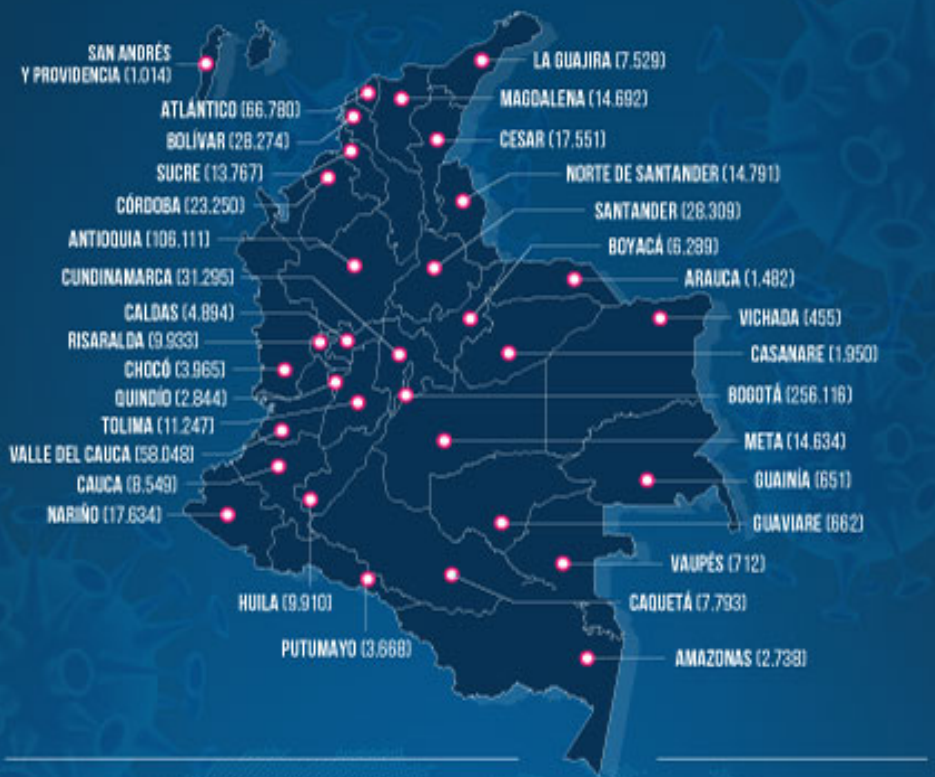 SAN ANDRÉS
Y PROVIDENCIA (1.014)
ATLÁNTICO (66.780)
BOLÍVAR (28.274)
SUCRE (13.767)
CÓRDOBA (23.250)
ANTIOQUIA (106.111)
CUNDINAMARCA (31.295)
CALDAS (4.894)
RISARALDA (9.933)
CHOCÓ (3.965)
QUINDÍO (2.844)
TOLIMA (11.247)
VALLE DEL CAUCA (58.048)
CAUCA (8.549)
NARIÑO (17.634)
HUILA (9.910)
PUTUMAYO (3.668)
LA GUAJIRA (7.529)
MAGDALENA (14.692)
CESAR (17.551)
NORTE DE SANTANDER (14.791)
SANTANDER (28.309)
BOYACÁ (6.289)
ARAUCA (1.482)
VICHADA (455)
CASANARE (1.950)
BOGOTÁ (256.116)
META (14.634)
GUAINÍA (651)
GUAVIARE (662)
VAUPÉS (712)
CAQUETÁ (7.793)
AMAZONAS (2.738)